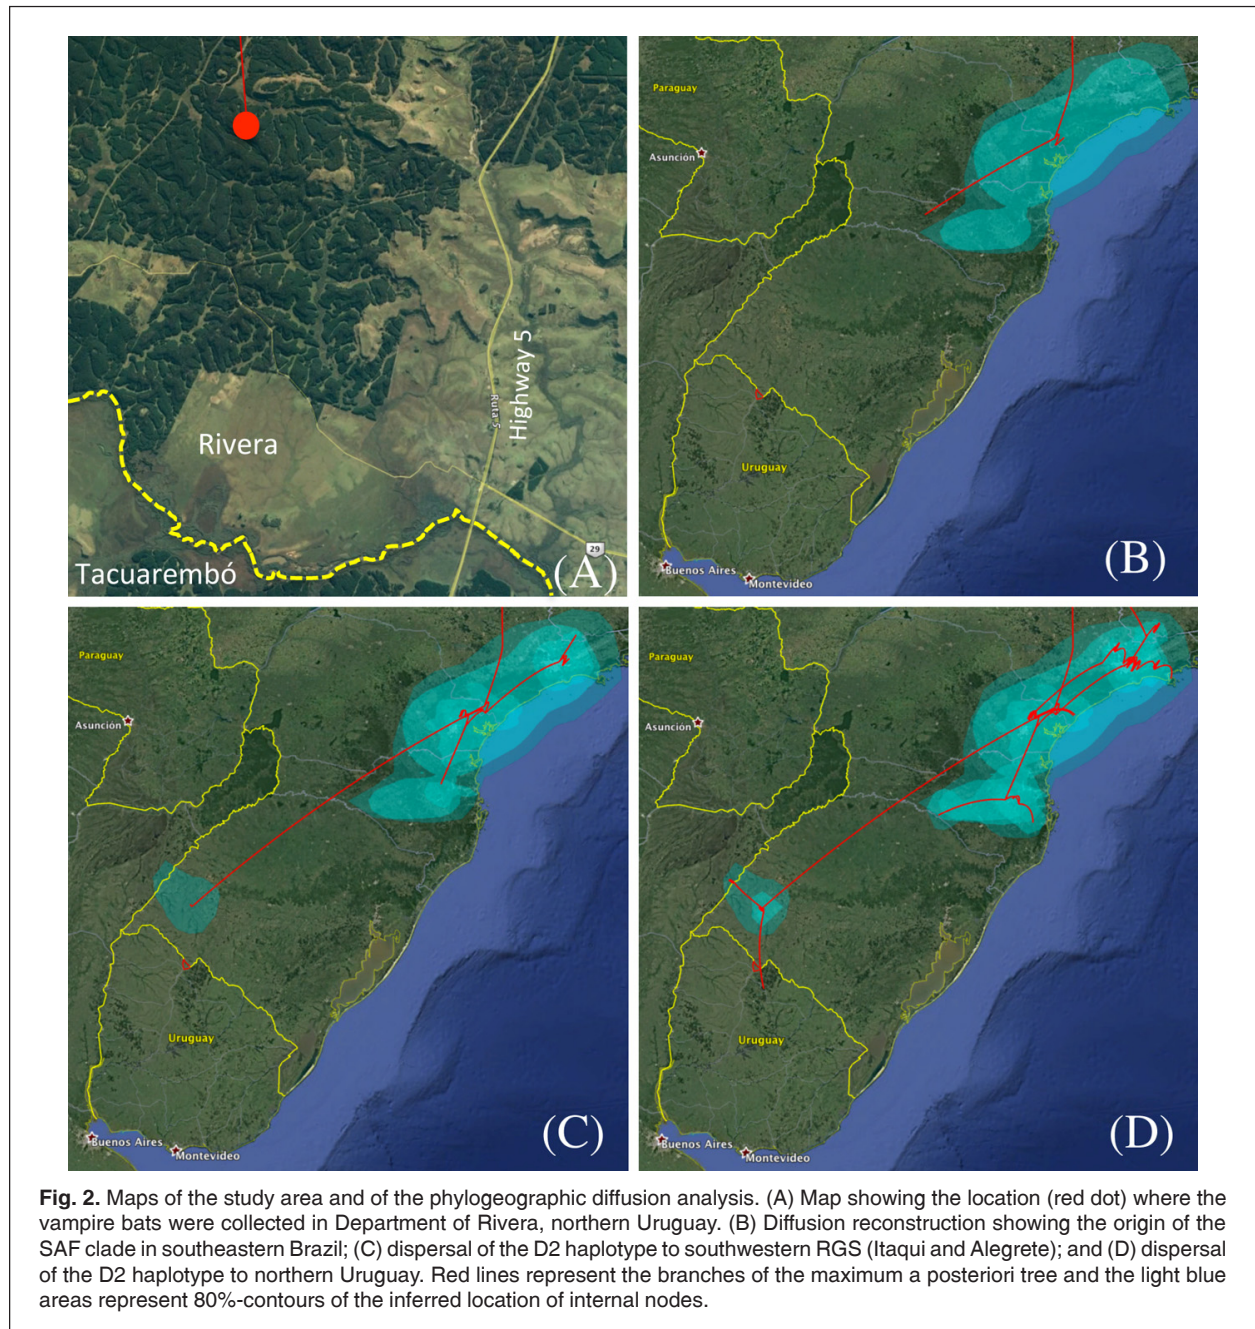 Rivera
Tacuarembó
Ruta 5
Highway 5
29
(A)
Paraguay
Asunción
Uruguay
Buenos Aires
Montevideo
(B)
Paraguay
Asunción
Uruguay
Buenos Aires
Montevideo
(C)
Paraguay
Asunción
Uruguay
Buenos Aires
Montevideo
(D)
Fig. 2. Maps of the study area and of the phylogeographic diffusion analysis. (A) Map showing the location (red dot) where the
vampire bats were collected in Department of Rivera, northern Uruguay. (B) Diffusion reconstruction showing the origin of the
SAF clade in southeastern Brazil; (C) dispersal of the D2 haplotype to southwestern RGS (Itaqui and Alegrete); and (D) dispersal
of the D2 haplotype to northern Uruguay. Red lines represent the branches of the maximum a posteriori tree and the light blue
areas represent 80%-contours of the inferred location of internal nodes.